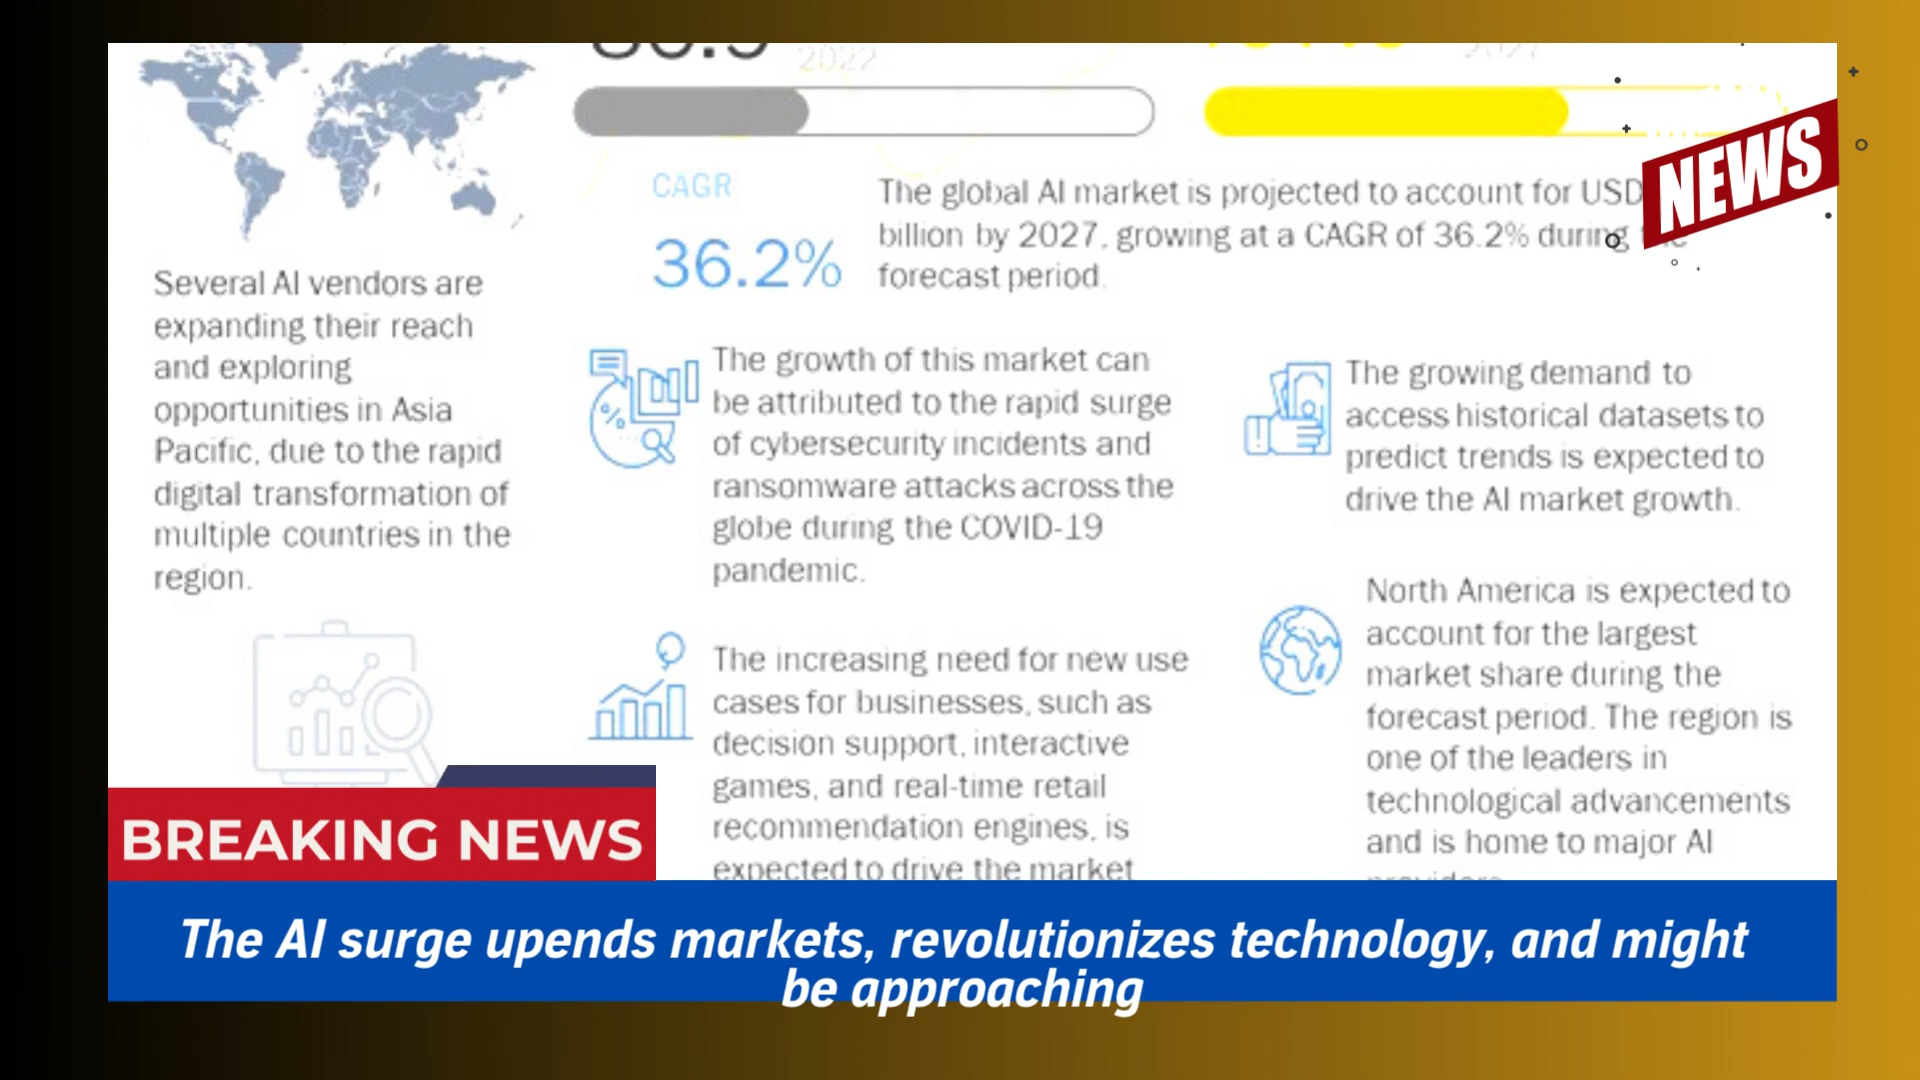 2022
2027
NEWS
CAGR
36.2%
The global AI market is projected to account for USD
billion by 2027, growing at a CAGR of 36.2% during
forecast period.
Several AI vendors are
expanding their reach
and exploring
opportunities in Asia
Pacific, due to the rapid
digital transformation of
multiple countries in the
region.
The growth of this market can
be attributed to the rapid surge
of cybersecurity incidents and
ransomware attacks across the
globe during the COVID-19
pandemic.
The growing demand to
access historical datasets to
predict trends is expected to
drive the AI market growth.
The increasing need for new use
cases for businesses, such as
decision support, interactive
games, and real-time retail
recommendation engines, is
expected to drive the market
North America is expected to
account for the largest
market share during the
forecast period. The region is
one of the leaders in
technological advancements
and is home to major AI
BREAKING NEWS
The AI surge upends markets, revolutionizes technology, and might
be approaching